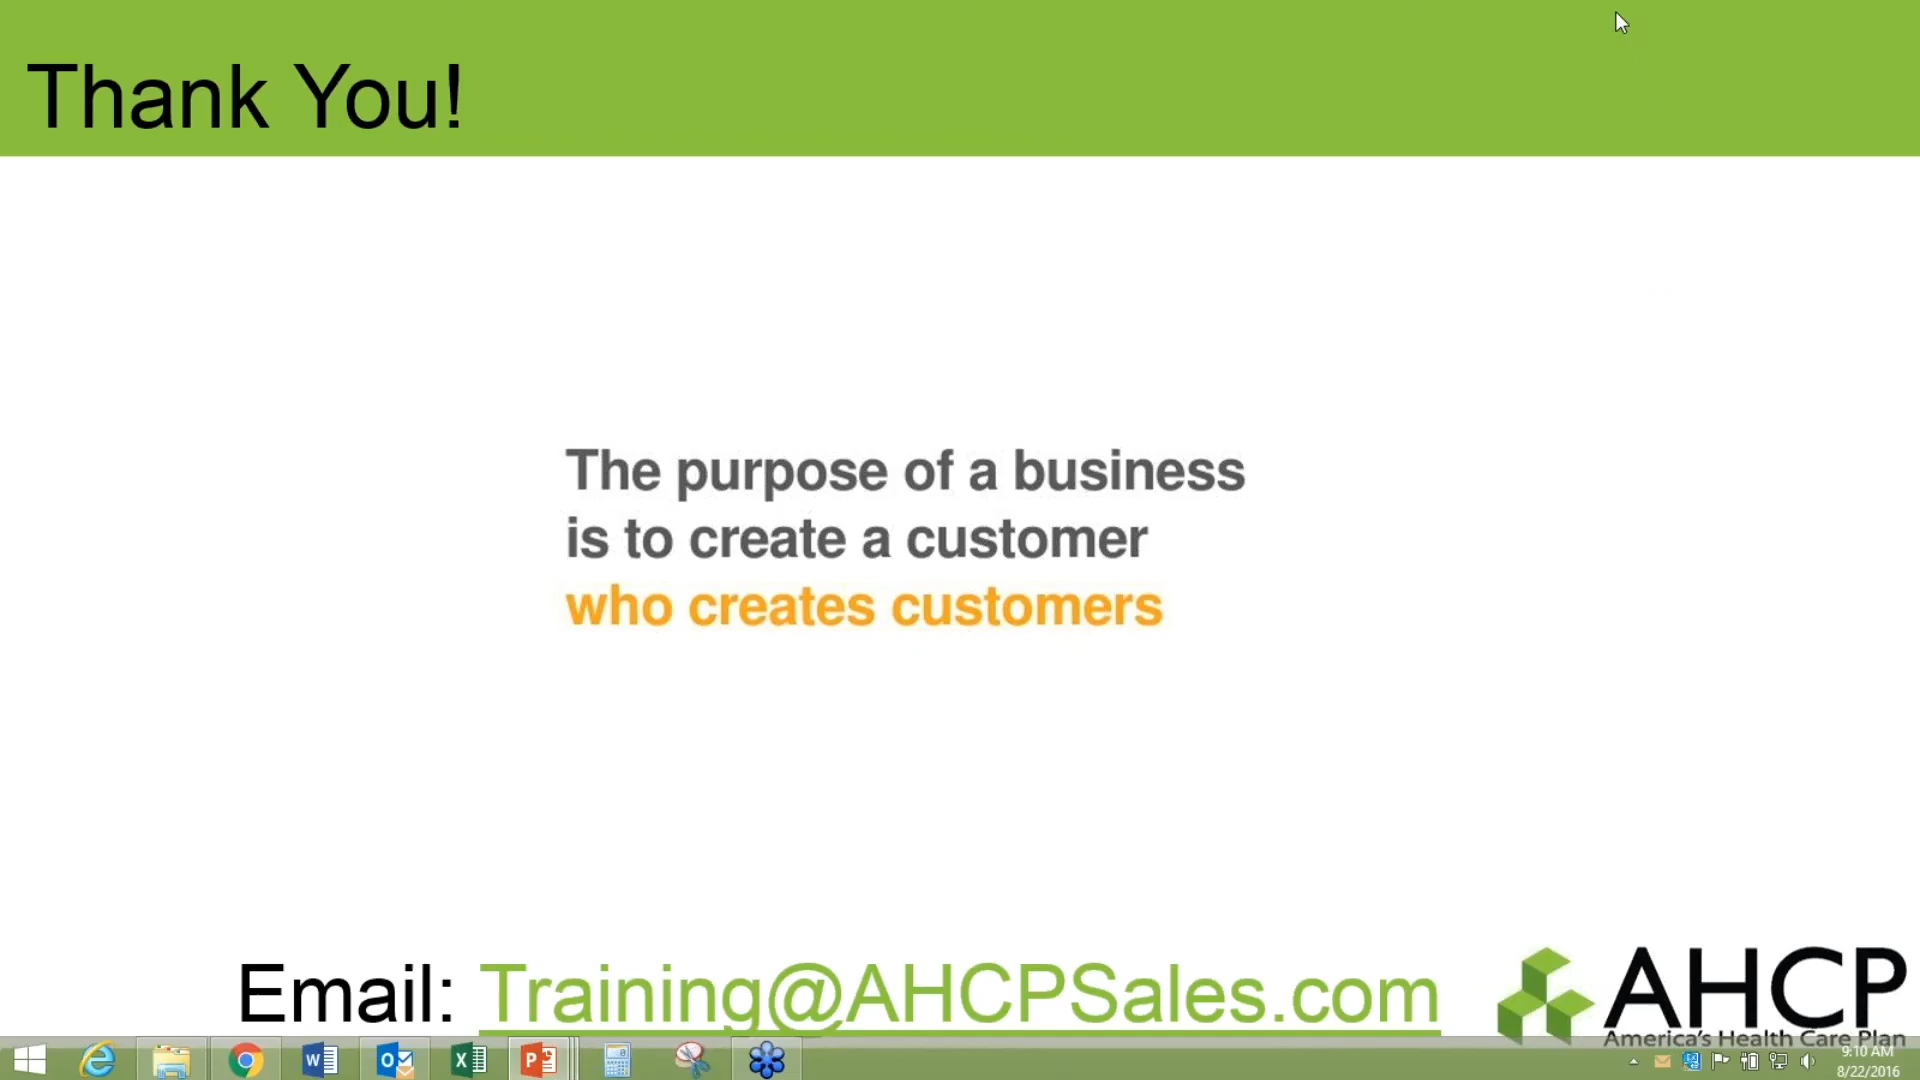 Thank You!
The purpose of a business
is to create a customer
who creates customers
Email: Training@AHCPSales.com
AHCP
America's Health Care Plan
9:10 AM
8/22/2016